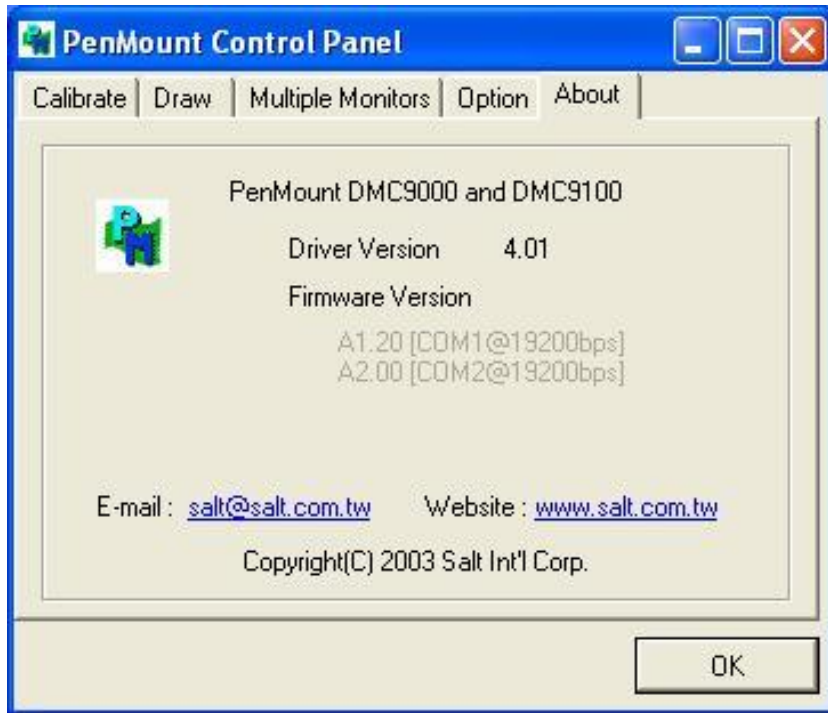 PenMount Control Panel
Calibrate Draw Multiple Monitors Option About
PM
PenMount DMC9000 and DMC9100
Driver Version 4.01
Firmware Version
A1.20 [COM1@19200bps]
A2.00 [COM2@19200bps]
E-mail : salt@salt.com.tw Website : www.salt.com.tw
Copyright(C) 2003 Salt Int'l Corp.
OK